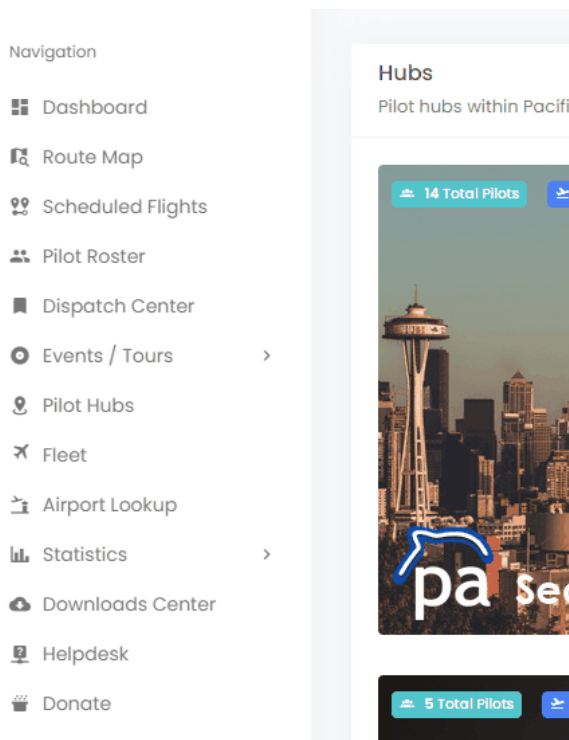 Navigation
Dashboard
Route Map
Scheduled Flights
Pilot Roster
Dispatch Center
Events / Tours
Pilot Hubs
Fleet
Airport Lookup
Statistics
Downloads Center
Helpdesk
Donate
Hubs
Pilot hubs within
14 Total Pilots
pa
5 Total Pilots